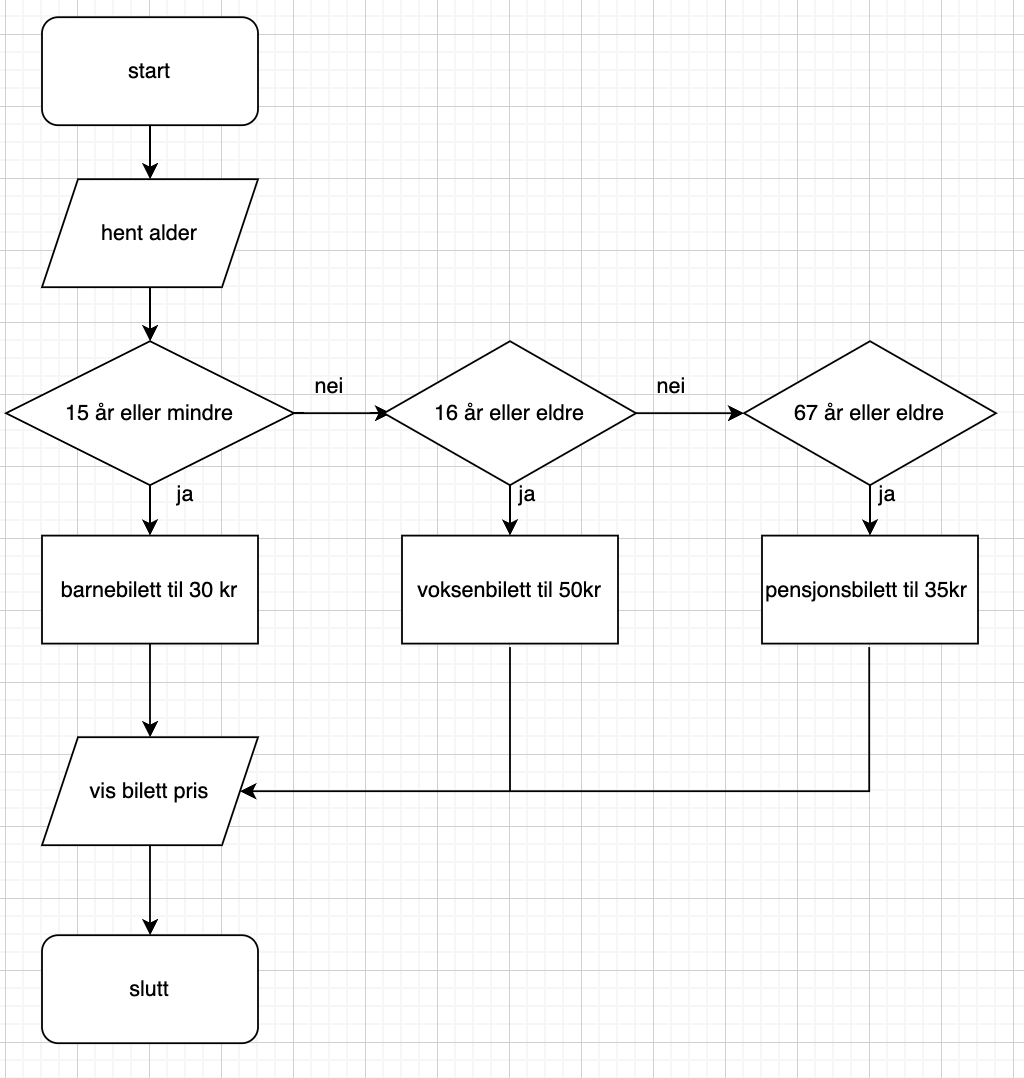 start
hent alder
15 år eller mindre
nei
16 år eller eldre
nei
67 år eller eldre
ja
ja
ja
barnebilett til 30 kr
voksenbilett til 50kr
pensjonsbilett til 35kr
vis bilett pris
slutt